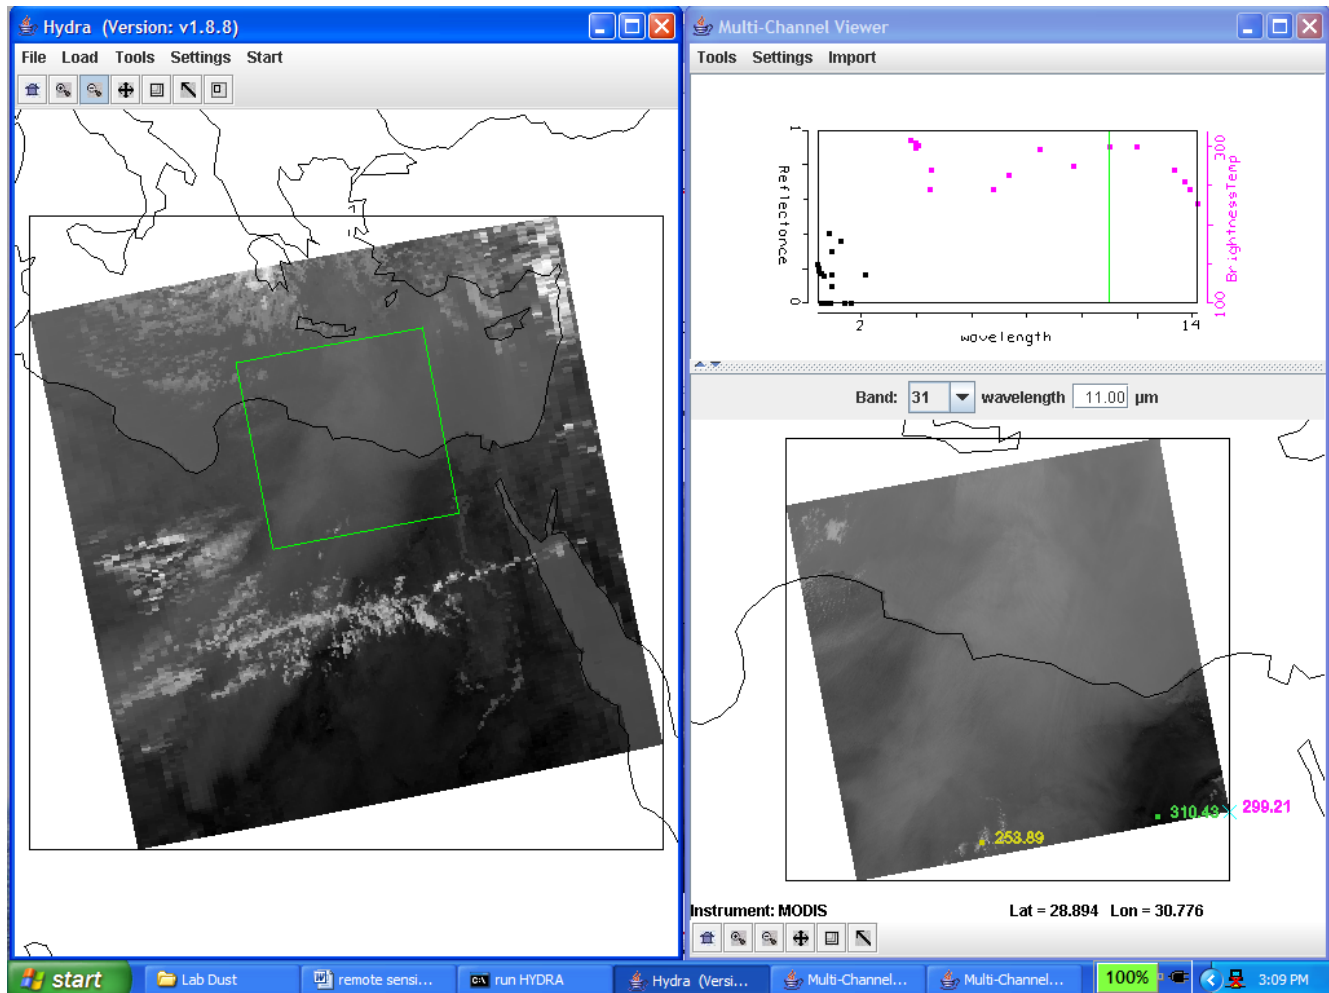 Hydra (Version: v1.8.8)
File Load Tools Settings Start
Multi-Channel Viewer
Tools Settings Import
1
Reflectance
0
2
14
wavelength
300
BrightnessTemp
100
Band: 31 wavelength 11.00 µm
310.43
299.21
253.89
Instrument: MODIS Lat = 28.894 Lon = 30.776
start
Lab Dust
remote sensi...
run HYDRA
Hydra (Versi...
Multi-Channel...
Multi-Channel...
100%
3:09 PM